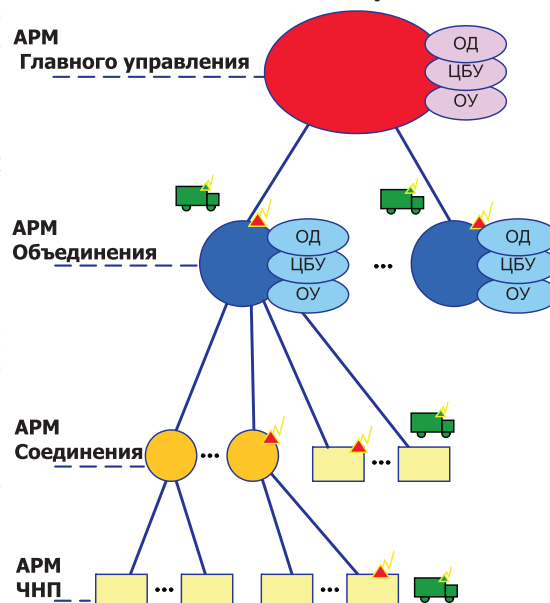 АРМ
Главного управления
ОД
ЦБУ
ОУ
АРМ
Объединения
ОД
ЦБУ
ОУ
...
ОД
ЦБУ
ОУ
АРМ
Соединения
...
...
АРМ
ЧНП
...
...